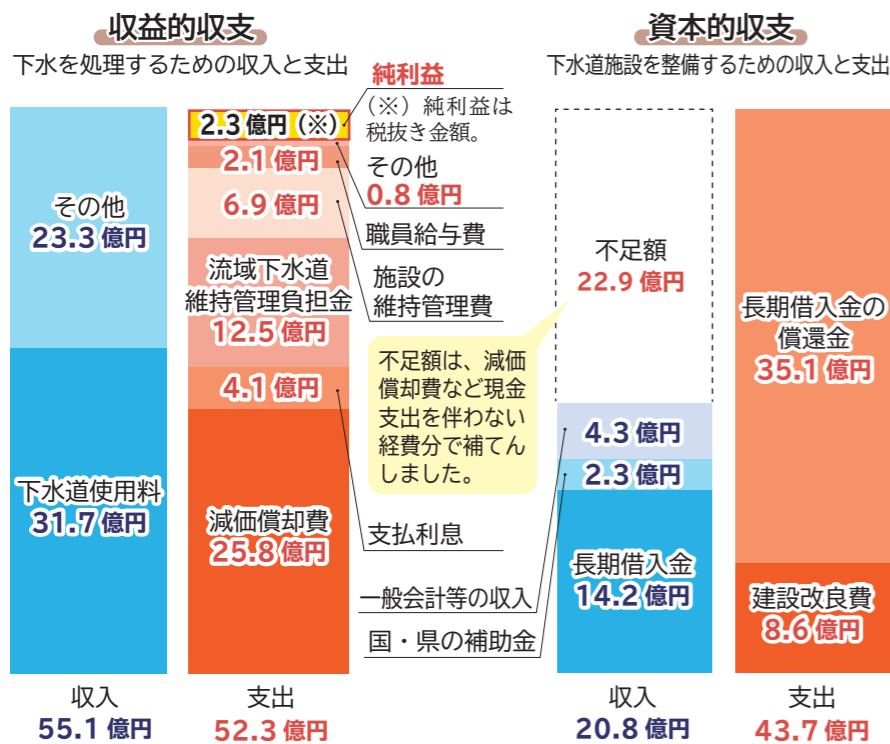 収益的収支
下水を処理するための収入と支出
その他
23.3億円
下水道使用料
31.7億円
収入
55.1億円
2.3億円(※)
2.1億円
6.9億円
流域下水道
維持管理負担金
12.5億円
4.1億円
減価償却費
25.8億円
支出
52.3億円
純利益
(※)純利益は
税抜き金額。
その他
0.8億円
職員給与費
施設の
維持管理費
不足額は、減価
償却費など現金
支出を伴わない
経費分で補てん
しました。
支払利息
一般会計等の収入
国・県の補助金
資本的収支
下水道施設を整備するための収入と支出
不足額
22.9億円
4.3億円
2.3億円
長期借入金
14.2億円
収入
20.8億円
長期借入金の
償還金
35.1億円
建設改良費
8.6億円
支出
43.7億円